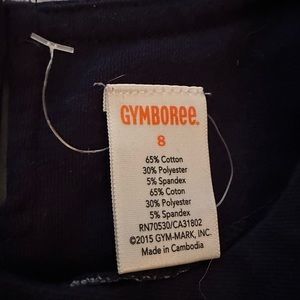 GYMBOREE.
8
65% Cotton
30% Polyester
5% Spandex
65% Coton
30% Polyester
5% Spandex
RN70530/CA31802
©2015 GYM-MARK, INC.
Made in Cambodia